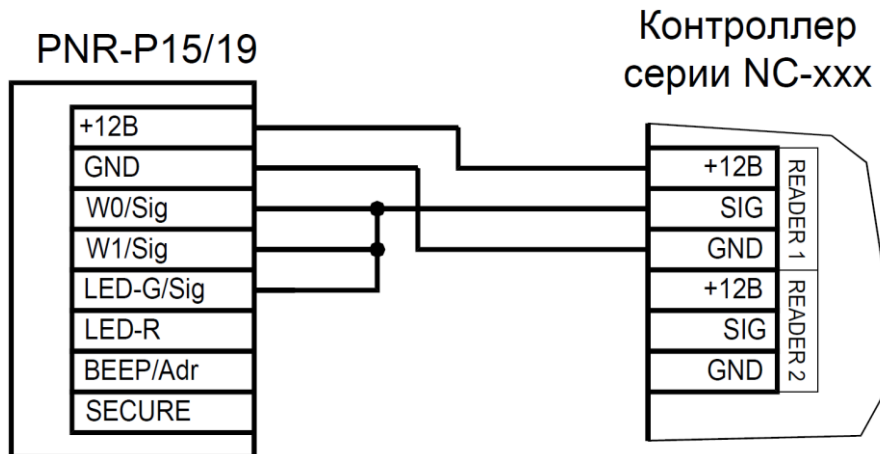 PNR-P15/19
+12В
GND
W0/Sig
W1/Sig
LED-G/Sig
LED-R
BEEP/Adr
SECURE
Контроллер
серии NC-xxx
+12В
SIG
GND
READER 1
+12В
SIG
GND
READER 2